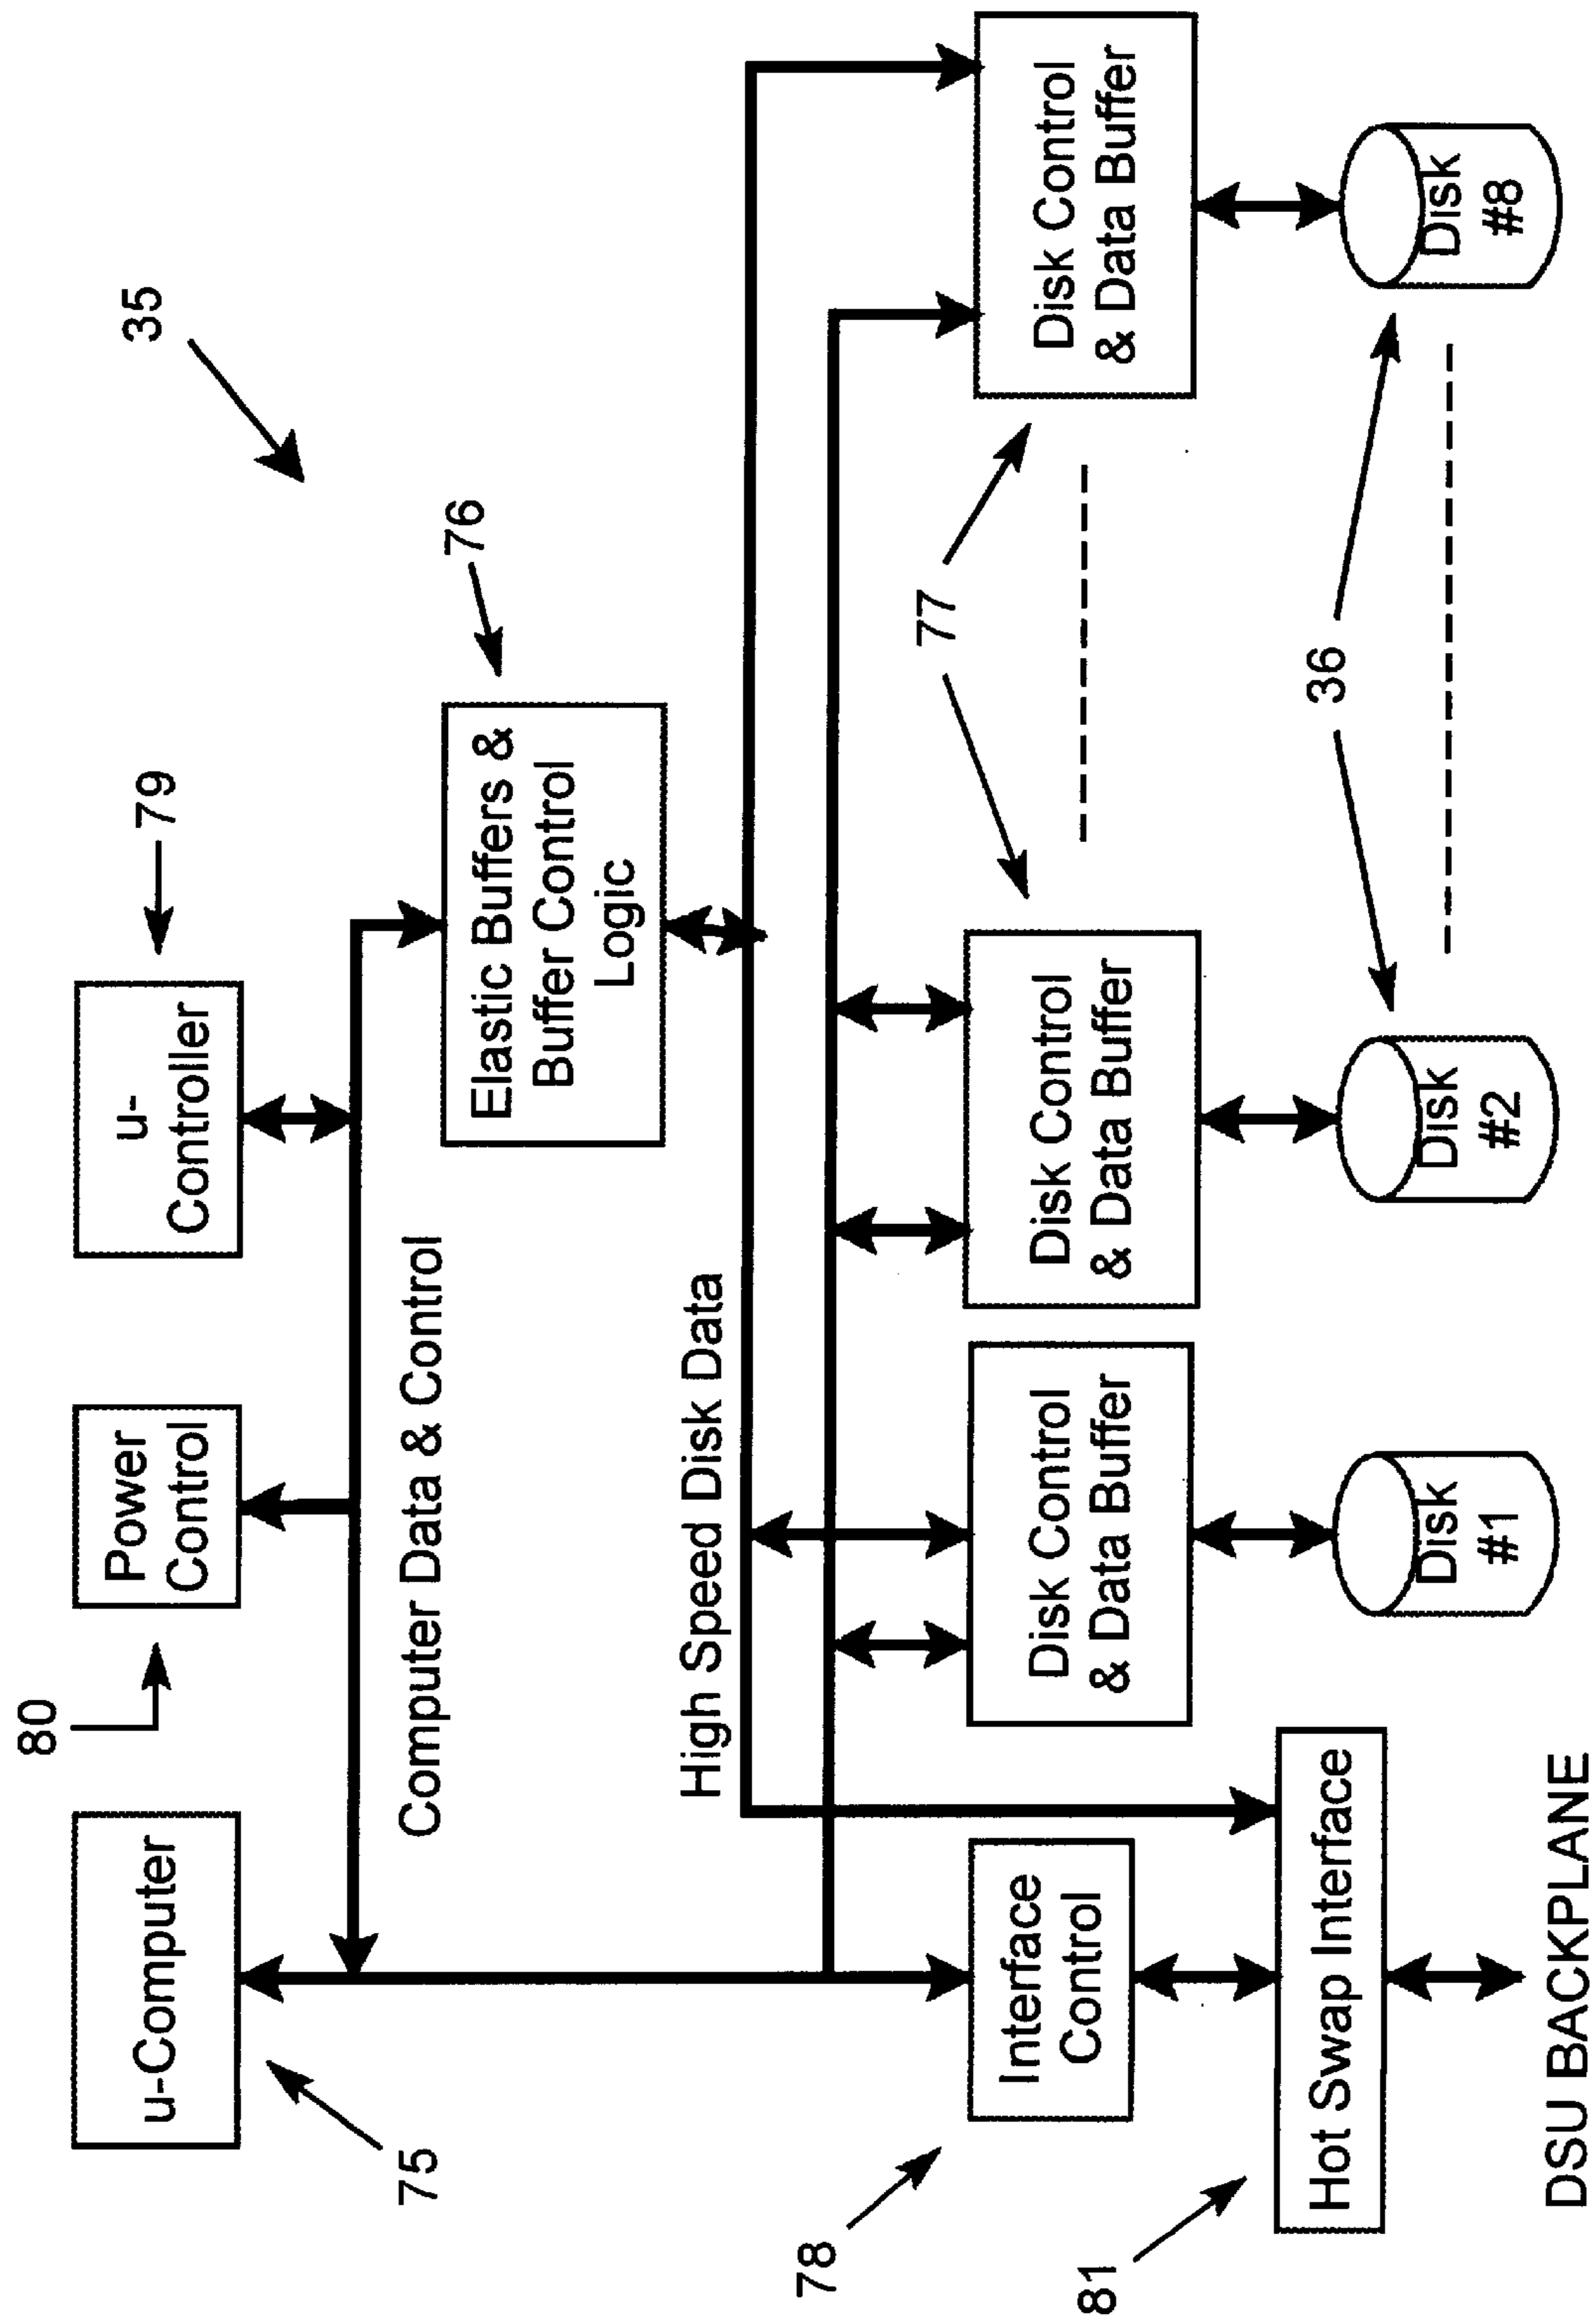 35
80
79
u-Computer
Power
Control
u-
Controller
75
76
Computer Data & Control
Elastic Buffers &
Buffer Control
Logic
High Speed Disk Data
77
78
Interface
Control
Disk Control
& Data Buffer
Disk Control
& Data Buffer
Disk Control
& Data Buffer
81
Hot Swap Interface
36
Disk
#1
Disk
#2
Disk
#8
DSU BACKPLANE